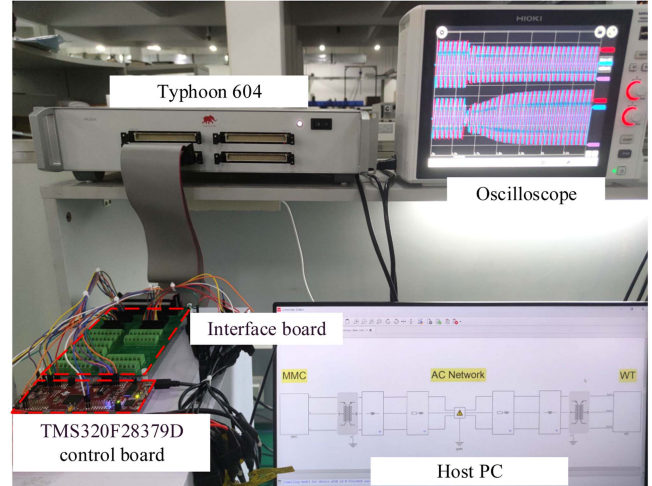 HIOKI
Typhoon 604
Oscilloscope
Interface board
MMC
AC Network
WT
TMS320F28379D
control board
Host PC